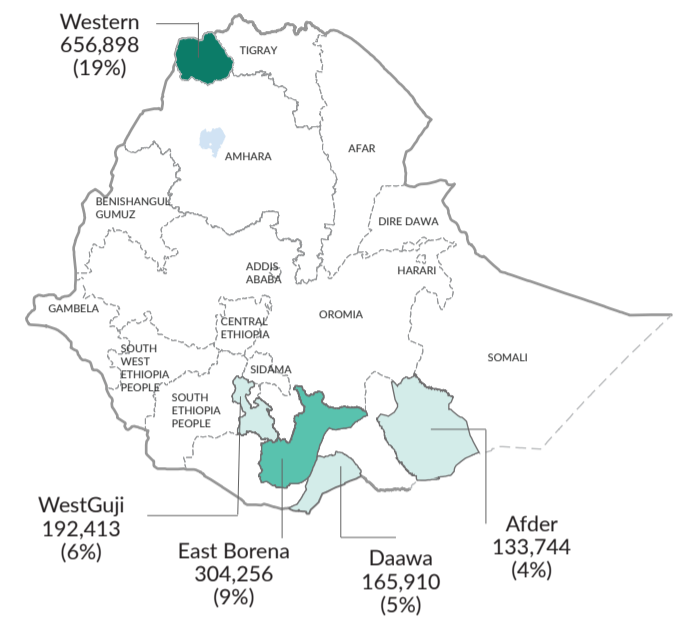 Western
656,898
(19%)
TIGRAY
AFAR
AMHARA
BENISHANGUL
GUMUZ
DIRE DAWA
ADDIS
ABABA
HARARI
GAMBELA
OROMIA
CENTRAL
ETHIOPIA
SOUTH
WEST
ETHIOPIA
PEOPLE
SOMALI
SIDAMA
SOUTH
ETHIOPIA
PEOPLE
WestGuji
192,413
(6%)
East Borena
304,256
(9%)
Daawa
165,910
(5%)
Afder
133,744
(4%)